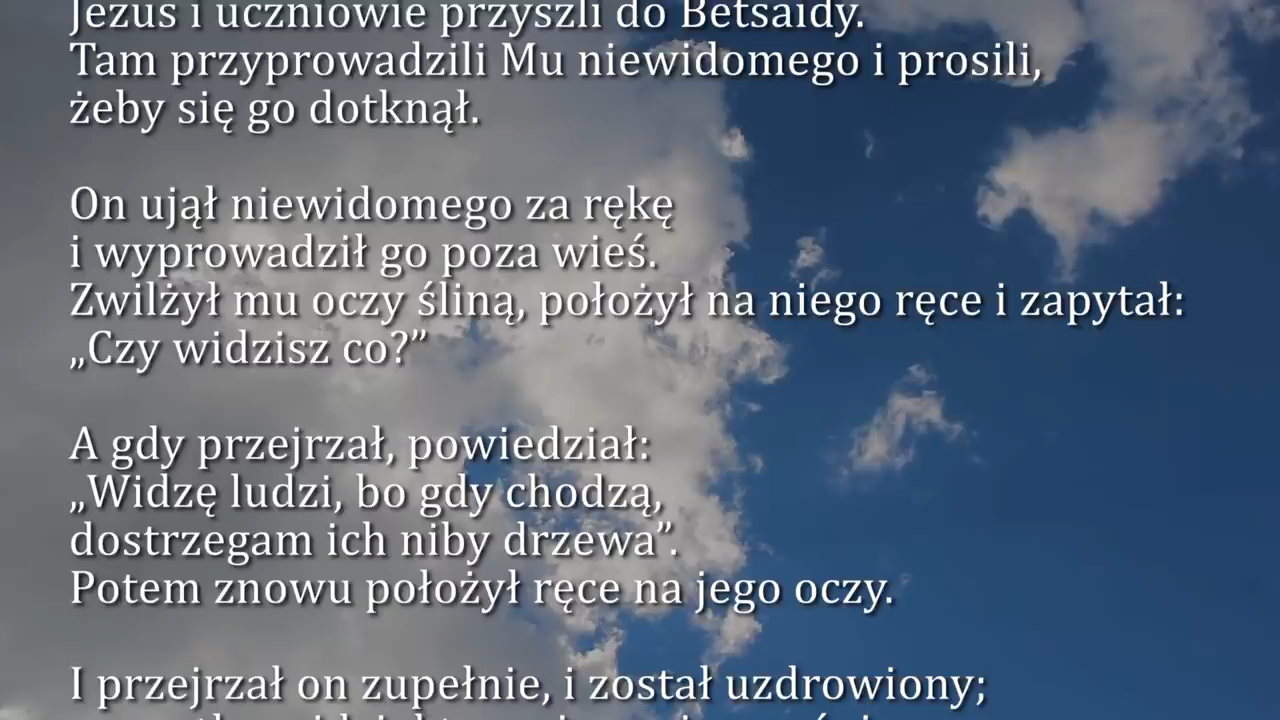 Jezus i uczniowie przyszli do Betsaidy.
Tam przyprowadzili Mu niewidomego i prosili,
żeby się go dotknął.
On ujął niewidomego za rękę
i wyprowadził go poza wieś.
Zwilżył mu oczy śliną, położył na niego ręce i zapytał:
„Czy widzisz co?”
A gdy przejrzał, powiedział:
„Widzę ludzi, bo gdy chodzą,
dostrzegam ich niby drzewa”.
Potem znowu położył ręce na jego oczy.
I przejrzał on zupełnie, i został uzdrowiony;